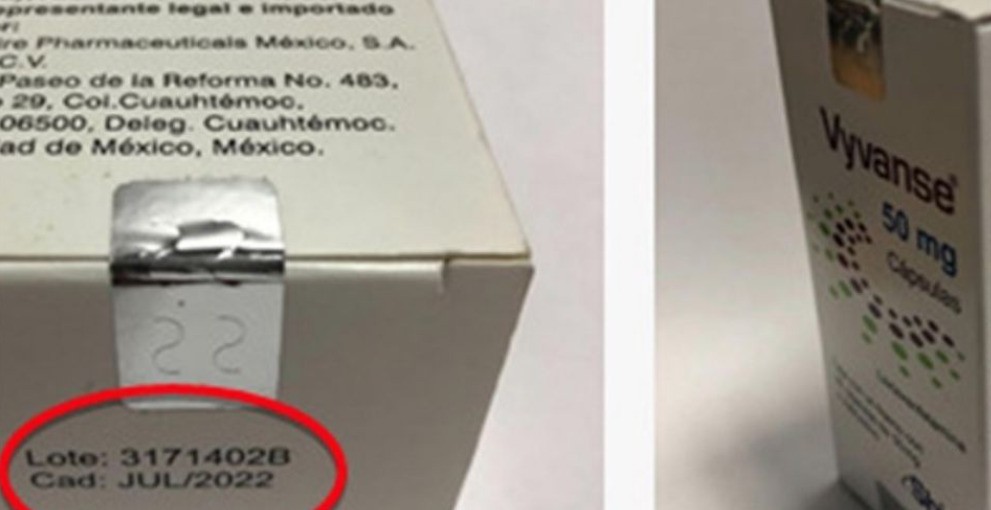 epresentante legal e importado
re Pharmaceuticals México, S.A.
C.V.
Paseo de la Reforma No. 483,
29, Col.Cuauhtémoc,
06500, Deleg. Cuauhtémoc.
ad de México, México.
Lote: 3171402B
Cad: JUL/2022
Vyvanse®
50 mg
Cápsulas